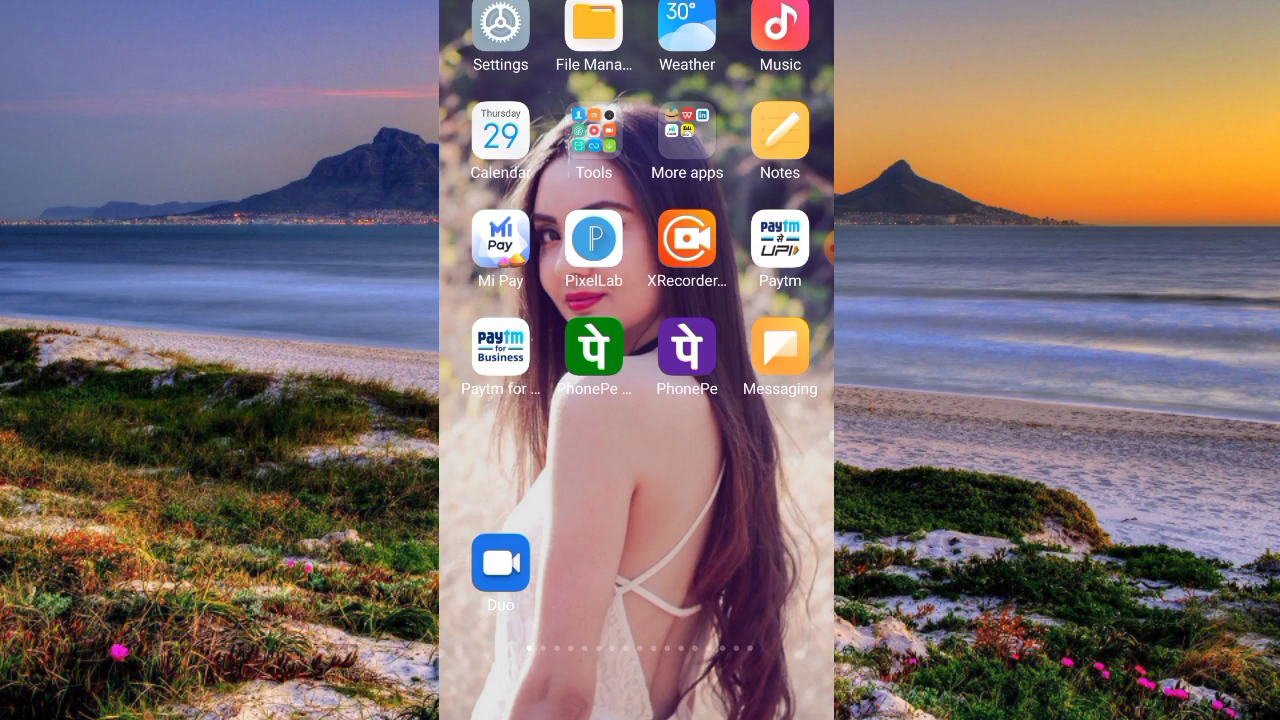 30°
Settings
File Mana...
Weather
Music
Thursday
29
Calendar
Tools
More apps
Notes
Mi
Pay
P
paytm
से
UPI
Mi Pay
PixelLab
XRecorder...
Paytm
paytm
for
Business
पे
पे
Paytm for ...
PhonePe ...
PhonePe
Messaging
Duo